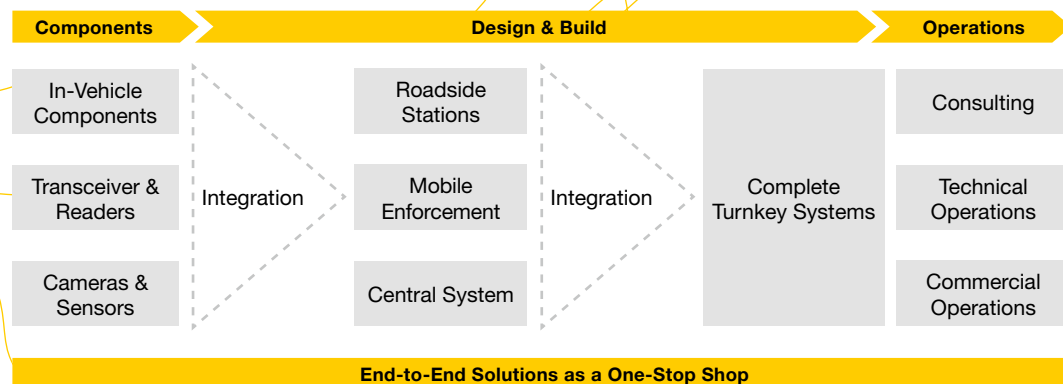 Components
Design & Build
Operations
In-Vehicle
Components
Transceiver &
Readers
Cameras &
Sensors
Integration
Roadside
Stations
Mobile
Enforcement
Central System
Integration
Complete
Turnkey Systems
Consulting
Technical
Operations
Commercial
Operations
End-to-End Solutions as a One-Stop Shop